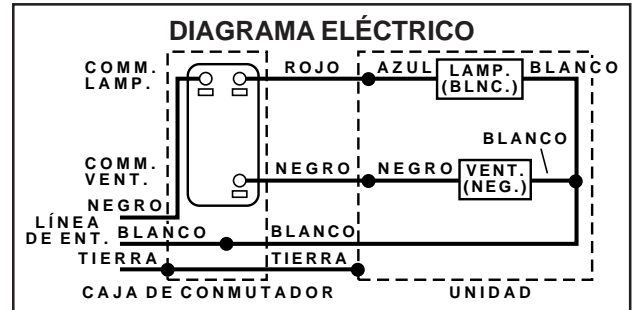 DIAGRAMA ELÉCTRICO
COMM. LAMP.
ROJO
AZUL
LAMP. (BLNC.)
BLANCO
BLANCO
COMM. VENT.
NEGRO
NEGRO
VENT. (NEG.)
NEGRO
LÍNEA DE ENT.
BLANCO
BLANCO
TIERRA
TIERRA
CAJA DE CONMUTADOR
UNIDAD